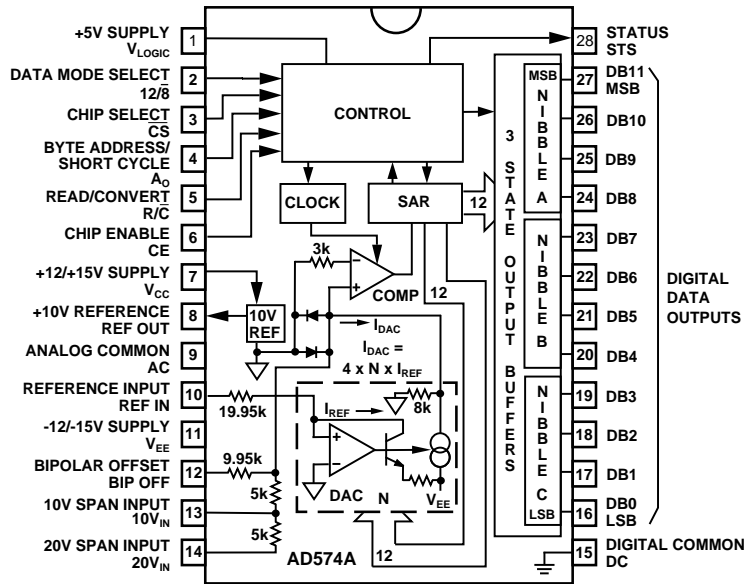 +5V SUPPLY
VLOGIC
DATA MODE SELECT
12/8̅
CHIP SELECT
C̅S̅
BYTE ADDRESS/
SHORT CYCLE
AO
READ/CONVERT
R/C̅
CHIP ENABLE
CE
+12/+15V SUPPLY
VCC
+10V REFERENCE
REF OUT
ANALOG COMMON
AC
REFERENCE INPUT
REF IN
-12/-15V SUPPLY
VEE
BIPOLAR OFFSET
BIP OFF
10V SPAN INPUT
10VIN
20V SPAN INPUT
20VIN
1
2
3
4
5
6
7
8
9
10
11
12
13
14
CONTROL
CLOCK
SAR
12
3k
COMP
12
10V
REF
IDAC
IDAC =
4 x N x IREF
19.95k
IREF
8k
9.95k
5k
5k
DAC
N
VEE
12
AD574A
3 STATE OUTPUT BUFFERS
MSB
NIBBLE A
NIBBLE B
NIBBLE C
LSB
28
27
26
25
24
23
22
21
20
19
18
17
16
15
STATUS
STS
DB11
MSB
DB10
DB9
DB8
DB7
DB6
DB5
DB4
DB3
DB2
DB1
DB0
LSB
DIGITAL COMMON
DC
DIGITAL
DATA
OUTPUTS